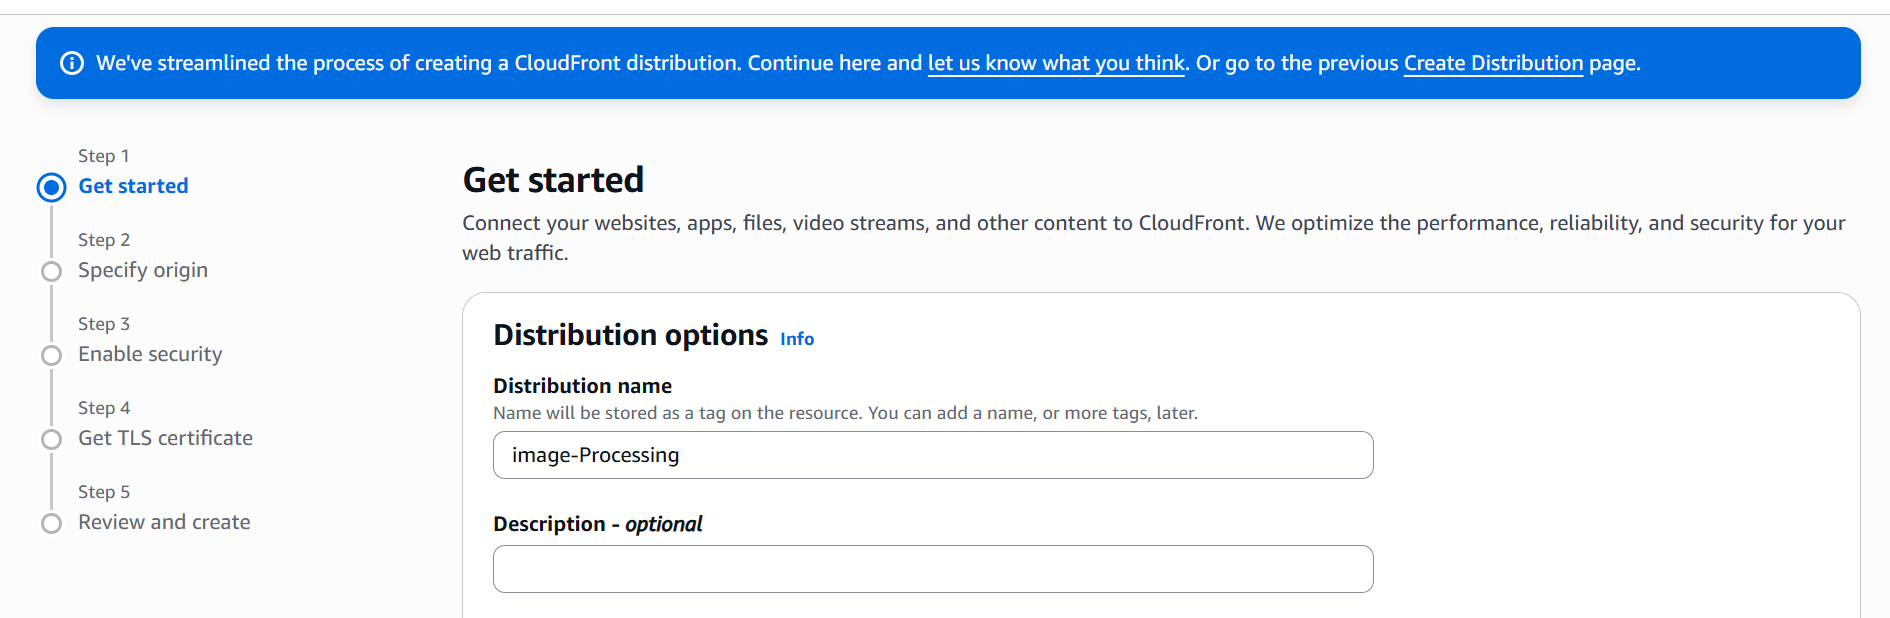 We've streamlined the process of creating a CloudFront distribution. Continue here and let us know what you think. Or go to the previous Create Distribution page.
Step 1
Get started
Step 2
Specify origin
Step 3
Enable security
Step 4
Get TLS certificate
Step 5
Review and create
Get started
Connect your websites, apps, files, video streams, and other content to CloudFront. We optimize the performance, reliability, and security for your
web traffic.
Distribution options Info
Distribution name
Name will be stored as a tag on the resource. You can add a name, or more tags, later.
image-Processing
Description - optional